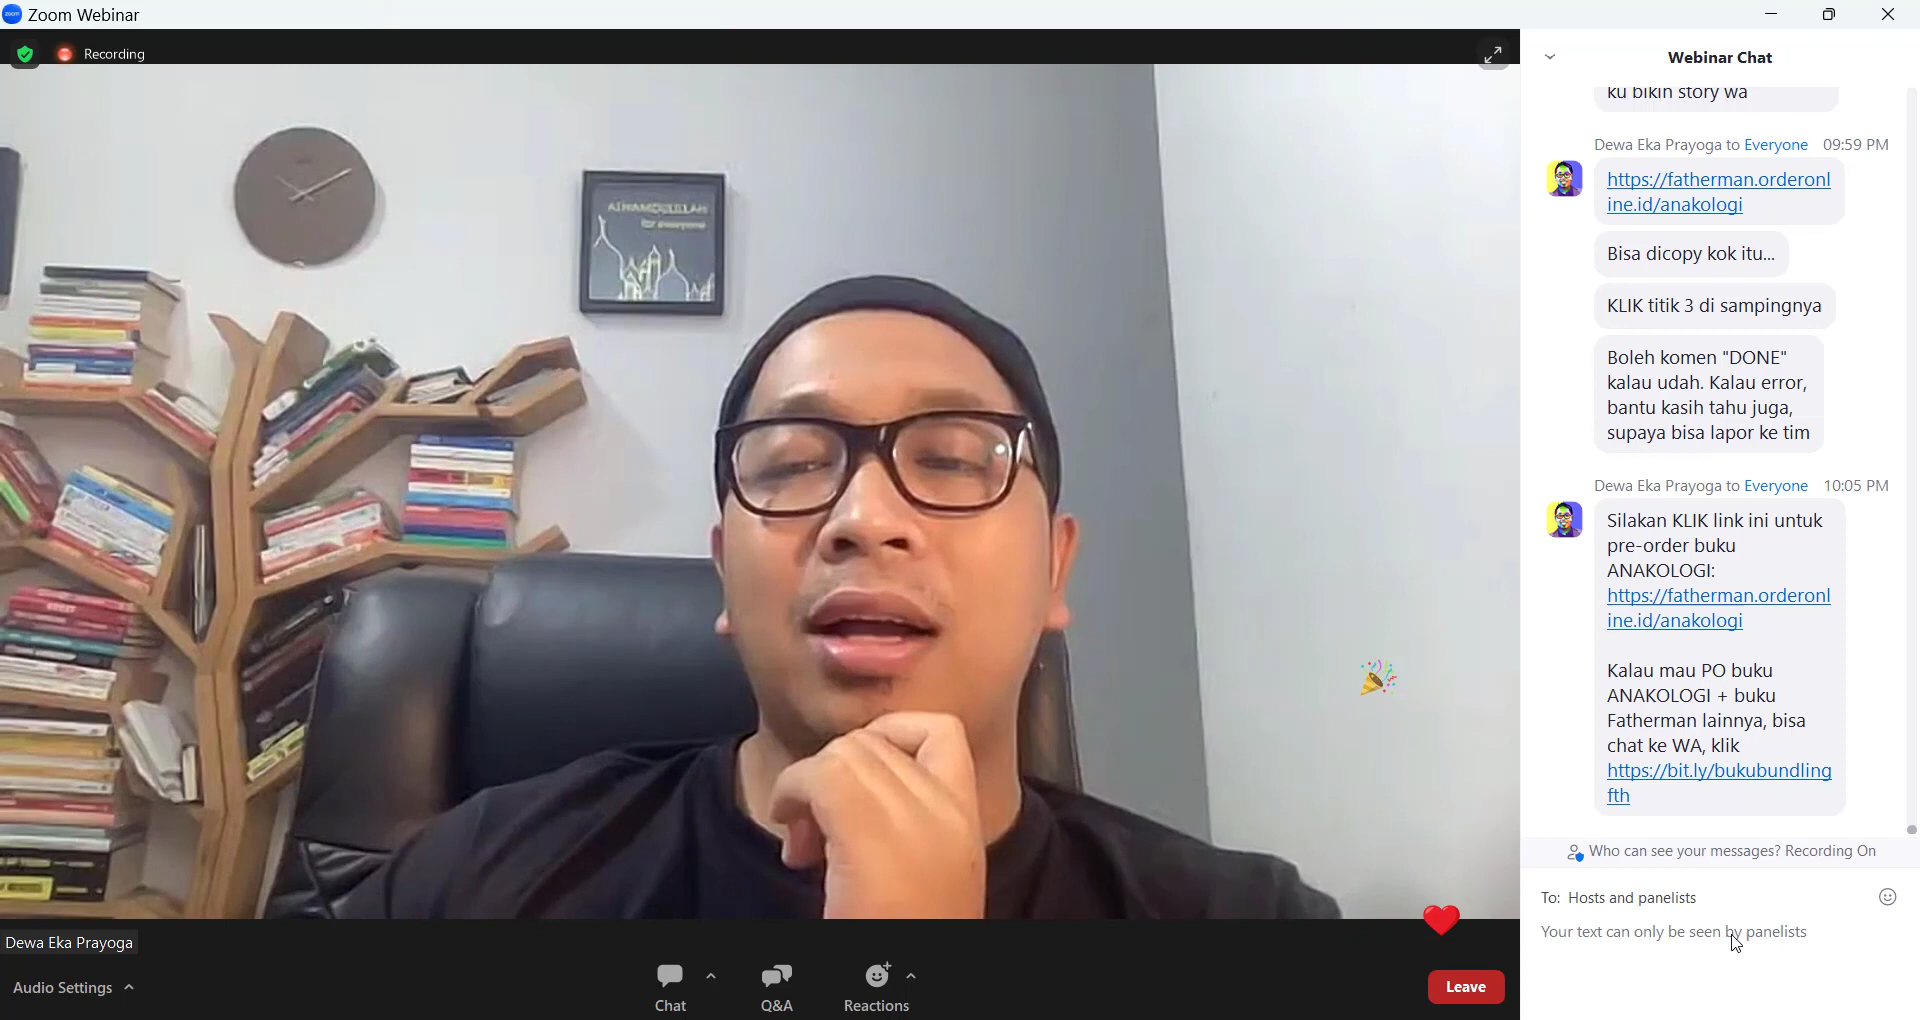 Zoom Webinar
Recording
ALHAMDULILLAH
for everyone
Dewa Eka Prayoga
Audio Settings
Chat
Q&A
Reactions
Leave
Webinar Chat
ku bikin story wa
Dewa Eka Prayoga to Everyone 09:59 PM
https://fatherman.orderonl
ine.id/anakologi
Bisa dicopy kok itu...
KLIK titik 3 di sampingnya
Boleh komen "DONE"
kalau udah. Kalau error,
bantu kasih tahu juga,
supaya bisa lapor ke tim
Dewa Eka Prayoga to Everyone 10:05 PM
Silakan KLIK link ini untuk
pre-order buku
ANAKOLOGI:
https://fatherman.orderonl
ine.id/anakologi
Kalau mau PO buku
ANAKOLOGI + buku
Fatherman lainnya, bisa
chat ke WA, klik
https://bit.ly/bukubundling
fth
Who can see your messages? Recording On
To: Hosts and panelists
Your text can only be seen by panelists